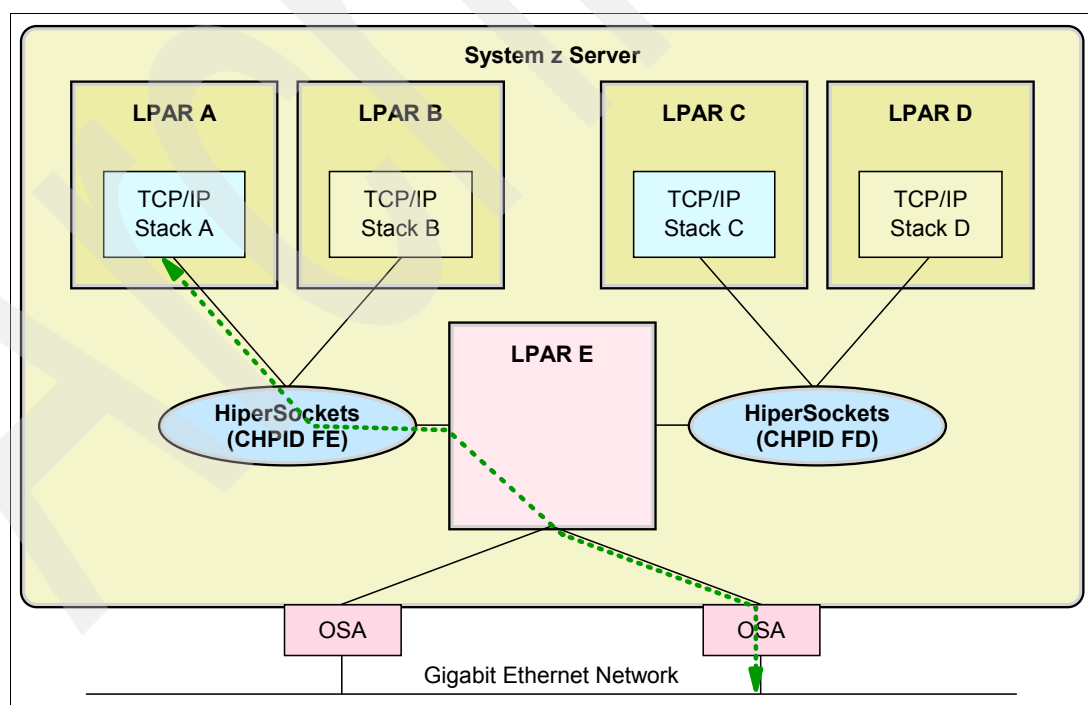 System z Server
LPAR A
LPAR B
LPAR C
LPAR D
TCP/IP
Stack A
TCP/IP
Stack B
TCP/IP
Stack C
TCP/IP
Stack D
LPAR E
HiperSockets
(CHPID FE)
HiperSockets
(CHPID FD)
OSA
OSA
Gigabit Ethernet Network